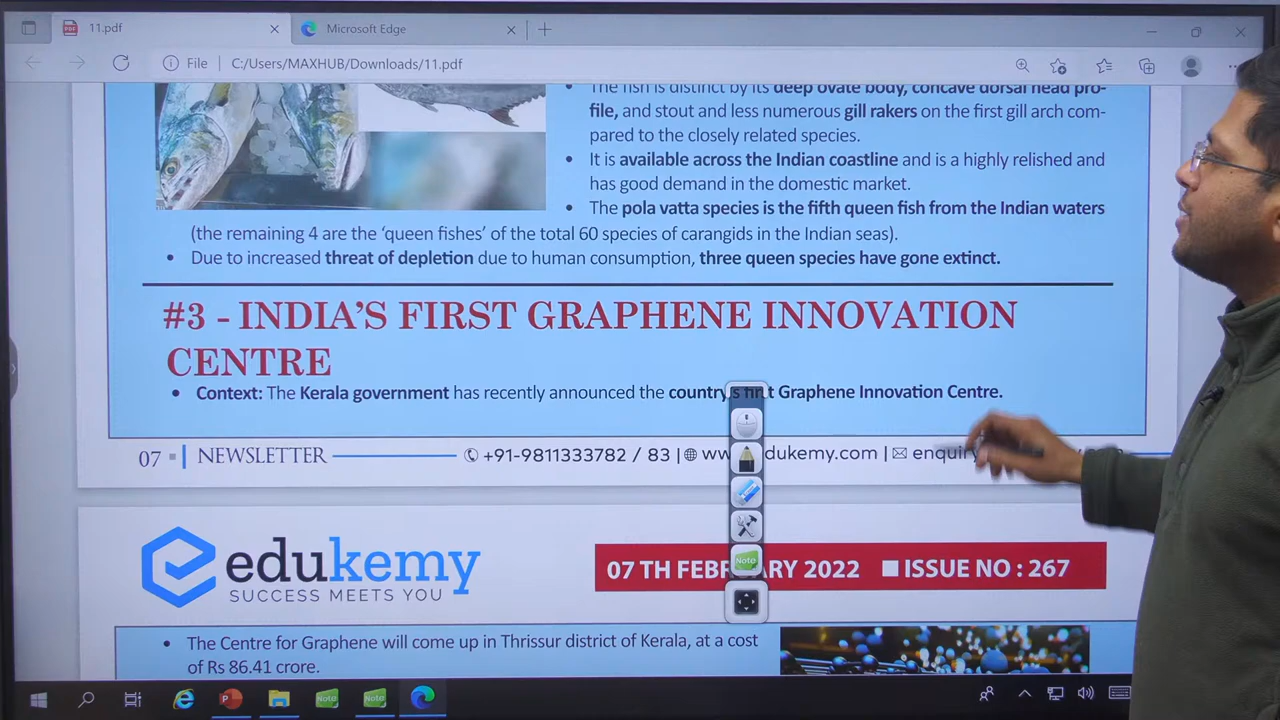 11.pdf
Microsoft Edge
File
C:/Users/MAXHUB/Downloads/11.pdf
• The fish is distinct by its deep ovate body, concave dorsal head pro-
file, and stout and less numerous gill rakers on the first gill arch com-
pared to the closely related species.
• It is available across the Indian coastline and is a highly relished and
has good demand in the domestic market.
• The pola vatta species is the fifth queen fish from the Indian waters
(the remaining 4 are the 'queen fishes' of the total 60 species of carangids in the Indian seas).
• Due to increased threat of depletion due to human consumption, three queen species have gone extinct.
#3 - INDIA'S FIRST GRAPHENE INNOVATION
CENTRE
• Context: The Kerala government has recently announced the country's first Graphene Innovation Centre.
07 NEWSLETTER +91-9811333782 / 83 | dukemy.com | enquiry
Note
edukemy
SUCCESS MEETS YOU
07 TH FEBRUARY 2022 ISSUE NO : 267
• The Centre for Graphene will come up in Thrissur district of Kerala, at a cost
of Rs 86.41 crore.
Note
Note